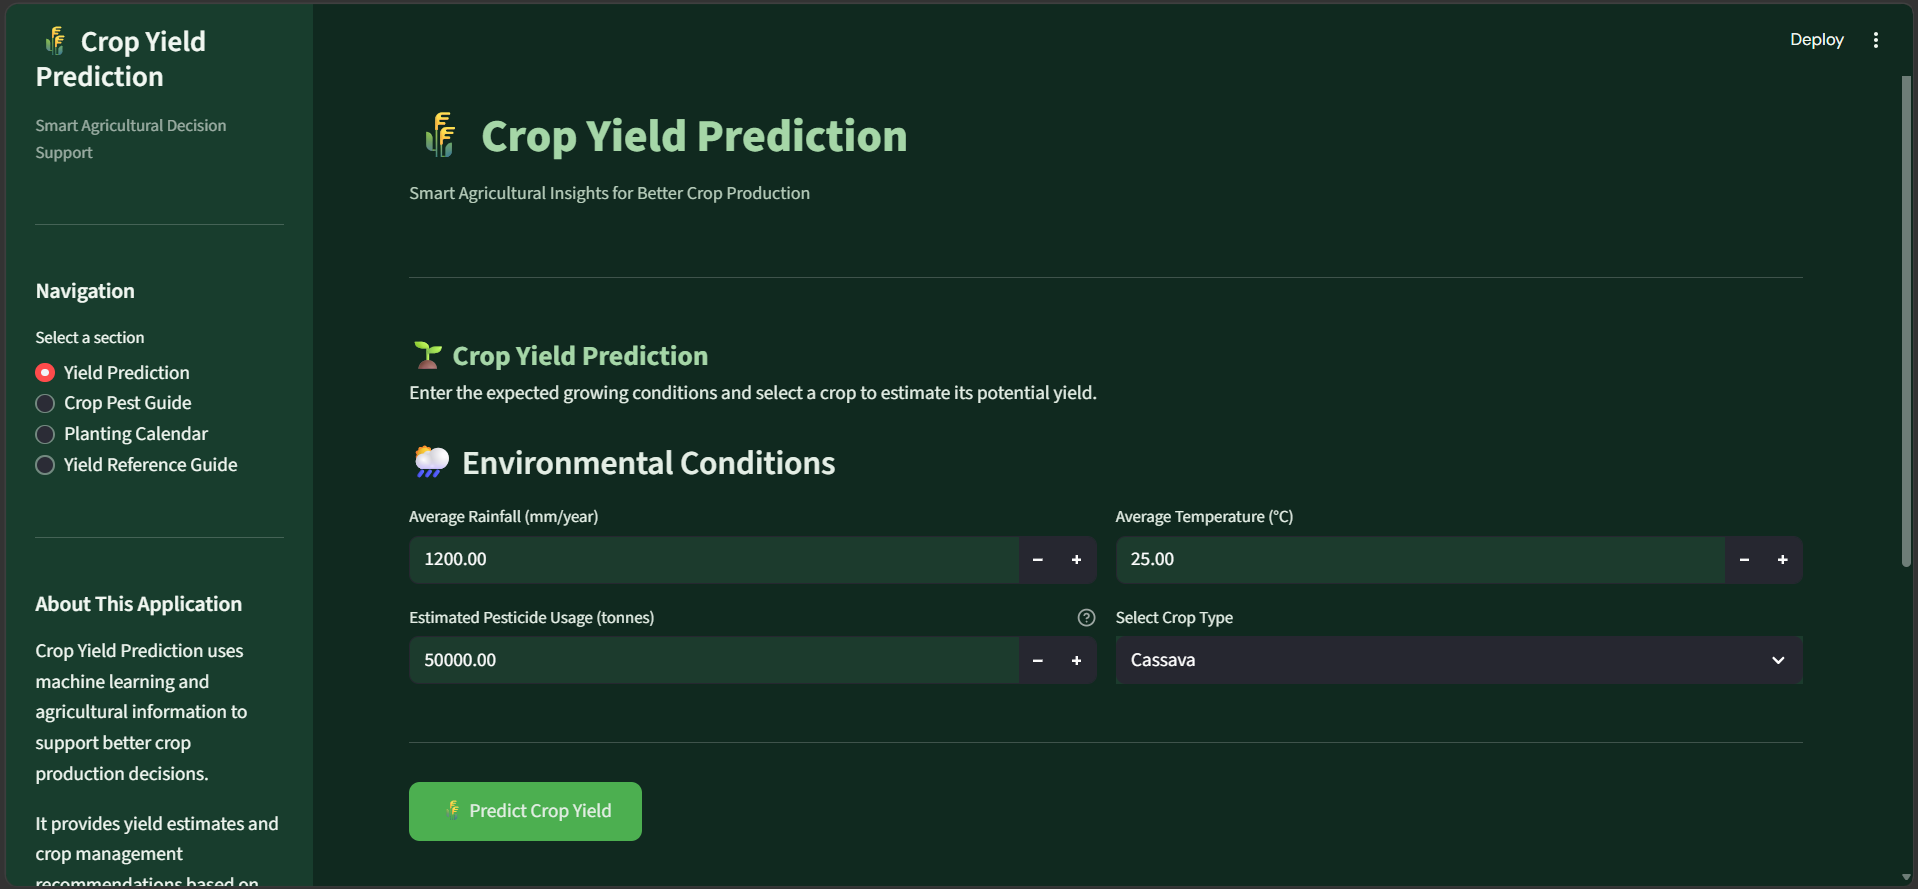 Crop Yield
Prediction
Smart Agricultural Decision
Support
Navigation
Select a section
Yield Prediction
Crop Pest Guide
Planting Calendar
Yield Reference Guide
About This Application
Crop Yield Prediction uses
machine learning and
agricultural information to
support better crop
production decisions.
It provides yield estimates and
crop management
recommendations based on
Deploy
Crop Yield Prediction
Smart Agricultural Insights for Better Crop Production
Crop Yield Prediction
Enter the expected growing conditions and select a crop to estimate its potential yield.
Environmental Conditions
Average Rainfall (mm/year)
1200.00
Average Temperature (°C)
25.00
Estimated Pesticide Usage (tonnes)
50000.00
Select Crop Type
Cassava
Predict Crop Yield